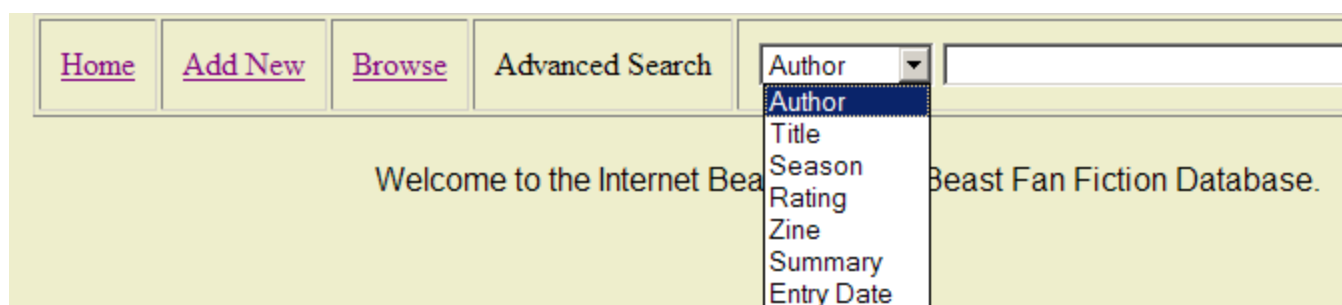 Home Add New Browse Advanced Search Author
Author
Title
Season
Rating
Zine
Summary
Entry Date
Welcome to the Internet Bea Beast Fan Fiction Database.